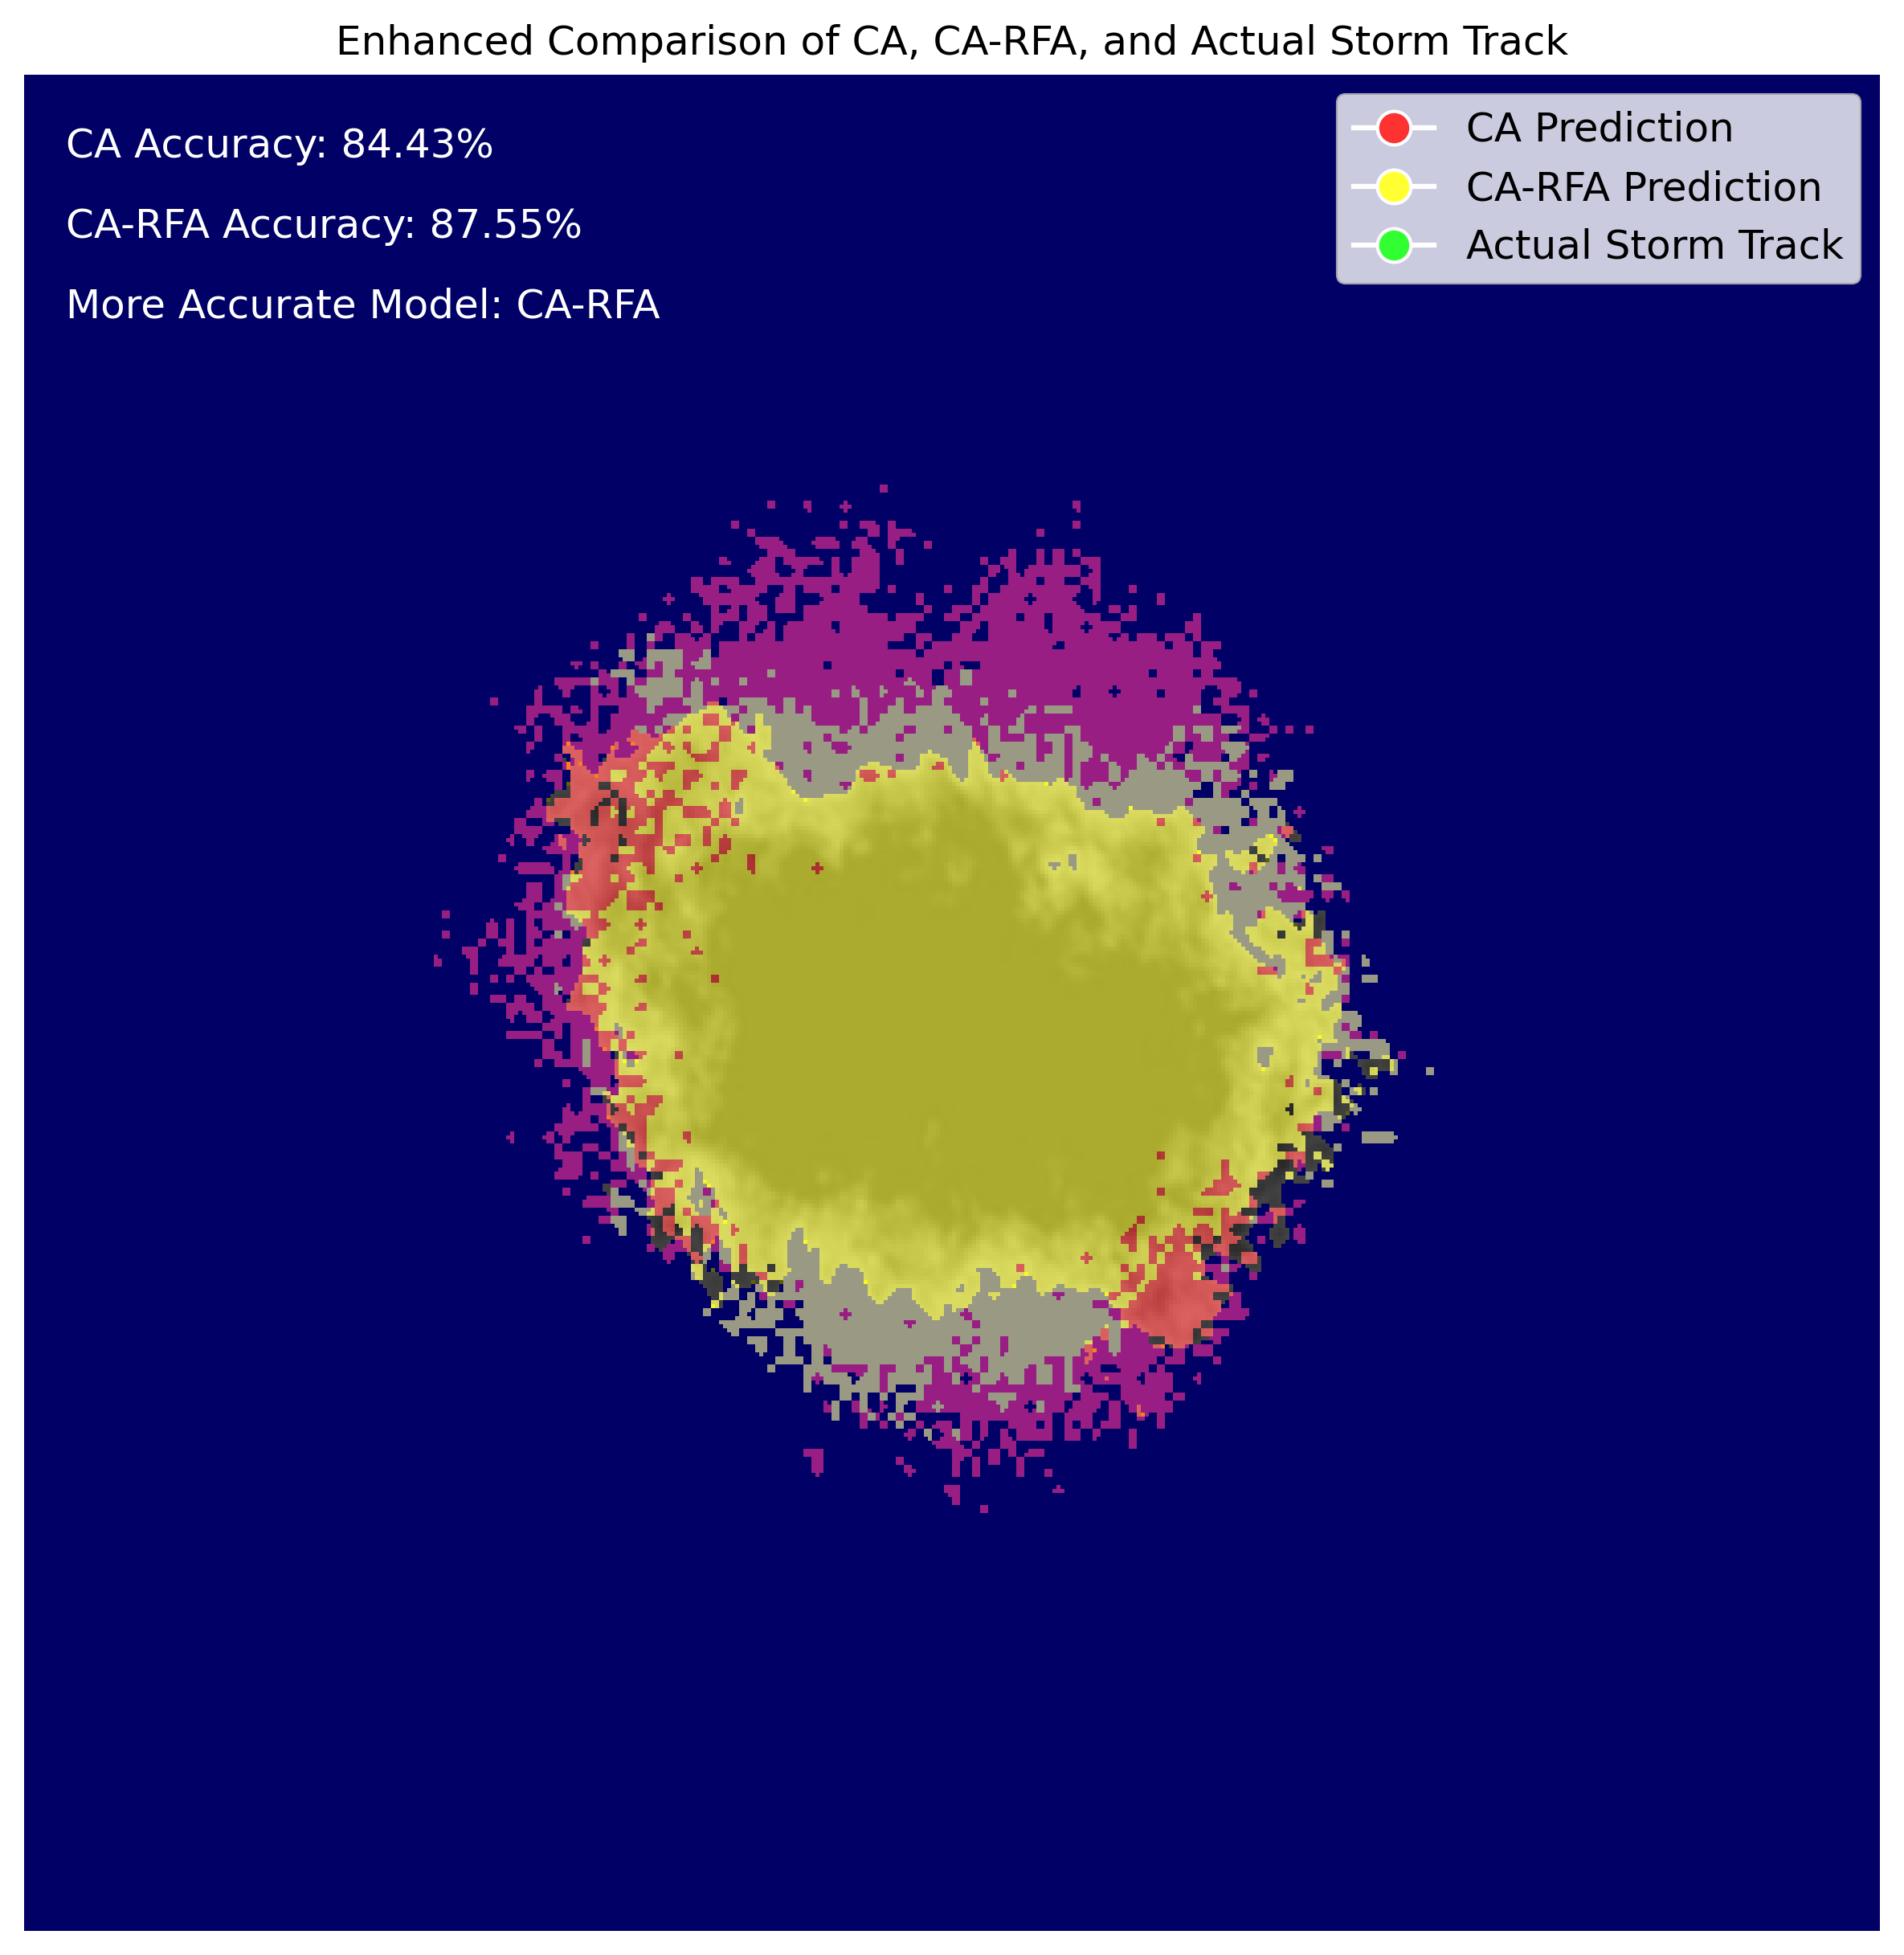 Enhanced Comparison of CA, CA-RFA, and Actual Storm Track
CA Accuracy: 84.43%
CA-RFA Accuracy: 87.55%
More Accurate Model: CA-RFA
CA Prediction
CA-RFA Prediction
Actual Storm Track